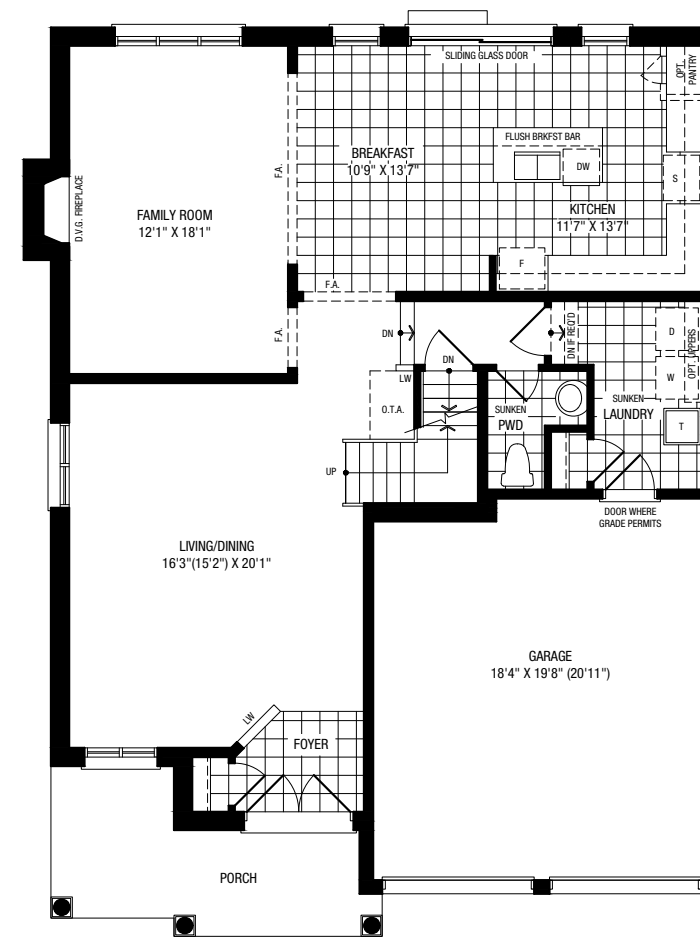 SLIDING GLASS DOOR
OPT. PANTRY
FLUSH BRKFST BAR
BREAKFAST
10'9" X 13'7"
DW
S
F.A.
D.V.G. FIREPLACE
FAMILY ROOM
12'1" X 18'1"
KITCHEN
11'7" X 13'7"
F
F.A.
F.A.
DN
DN IF REQ'D
D
OPT. UPPERS
DN
LW
W
O.T.A.
SUNKEN
PWD
SUNKEN
LAUNDRY
T
UP
DOOR WHERE
GRADE PERMITS
LIVING/DINING
16'3"(15'2") X 20'1"
GARAGE
18'4" X 19'8" (20'11")
LW
FOYER
PORCH